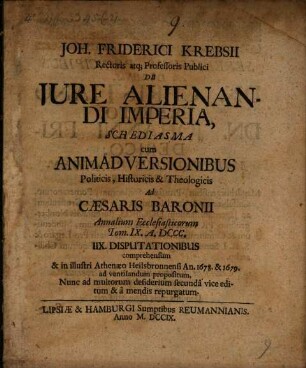 9.
JOH. FRIDERICI KREBSII
Rectoris atq; Professoris Publici
DE
JURE ALIENAN-
DI IMPERIA,
SCHEDIASMA
cum
ANIMADVERSIONIBUS
Politicis, Historicis & Theologicis
Ad
CÆSARIS BARONII
Annalium Ecclesiasticorum
Tom. IX. A. DCCC.
IIX. DISPUTATIONIBUS
comprehensum
& in illustri Athenæo Heilsbronnensi An. 1678. & 1679.
ad ventilandum propositum,
Nunc ad multorum desiderium secundâ vice edi-
tum & à mendis repurgatum.
LIPSIÆ & HAMBURGI Sumptibus REUMANNIANIS.
Anno M. DCCIX.